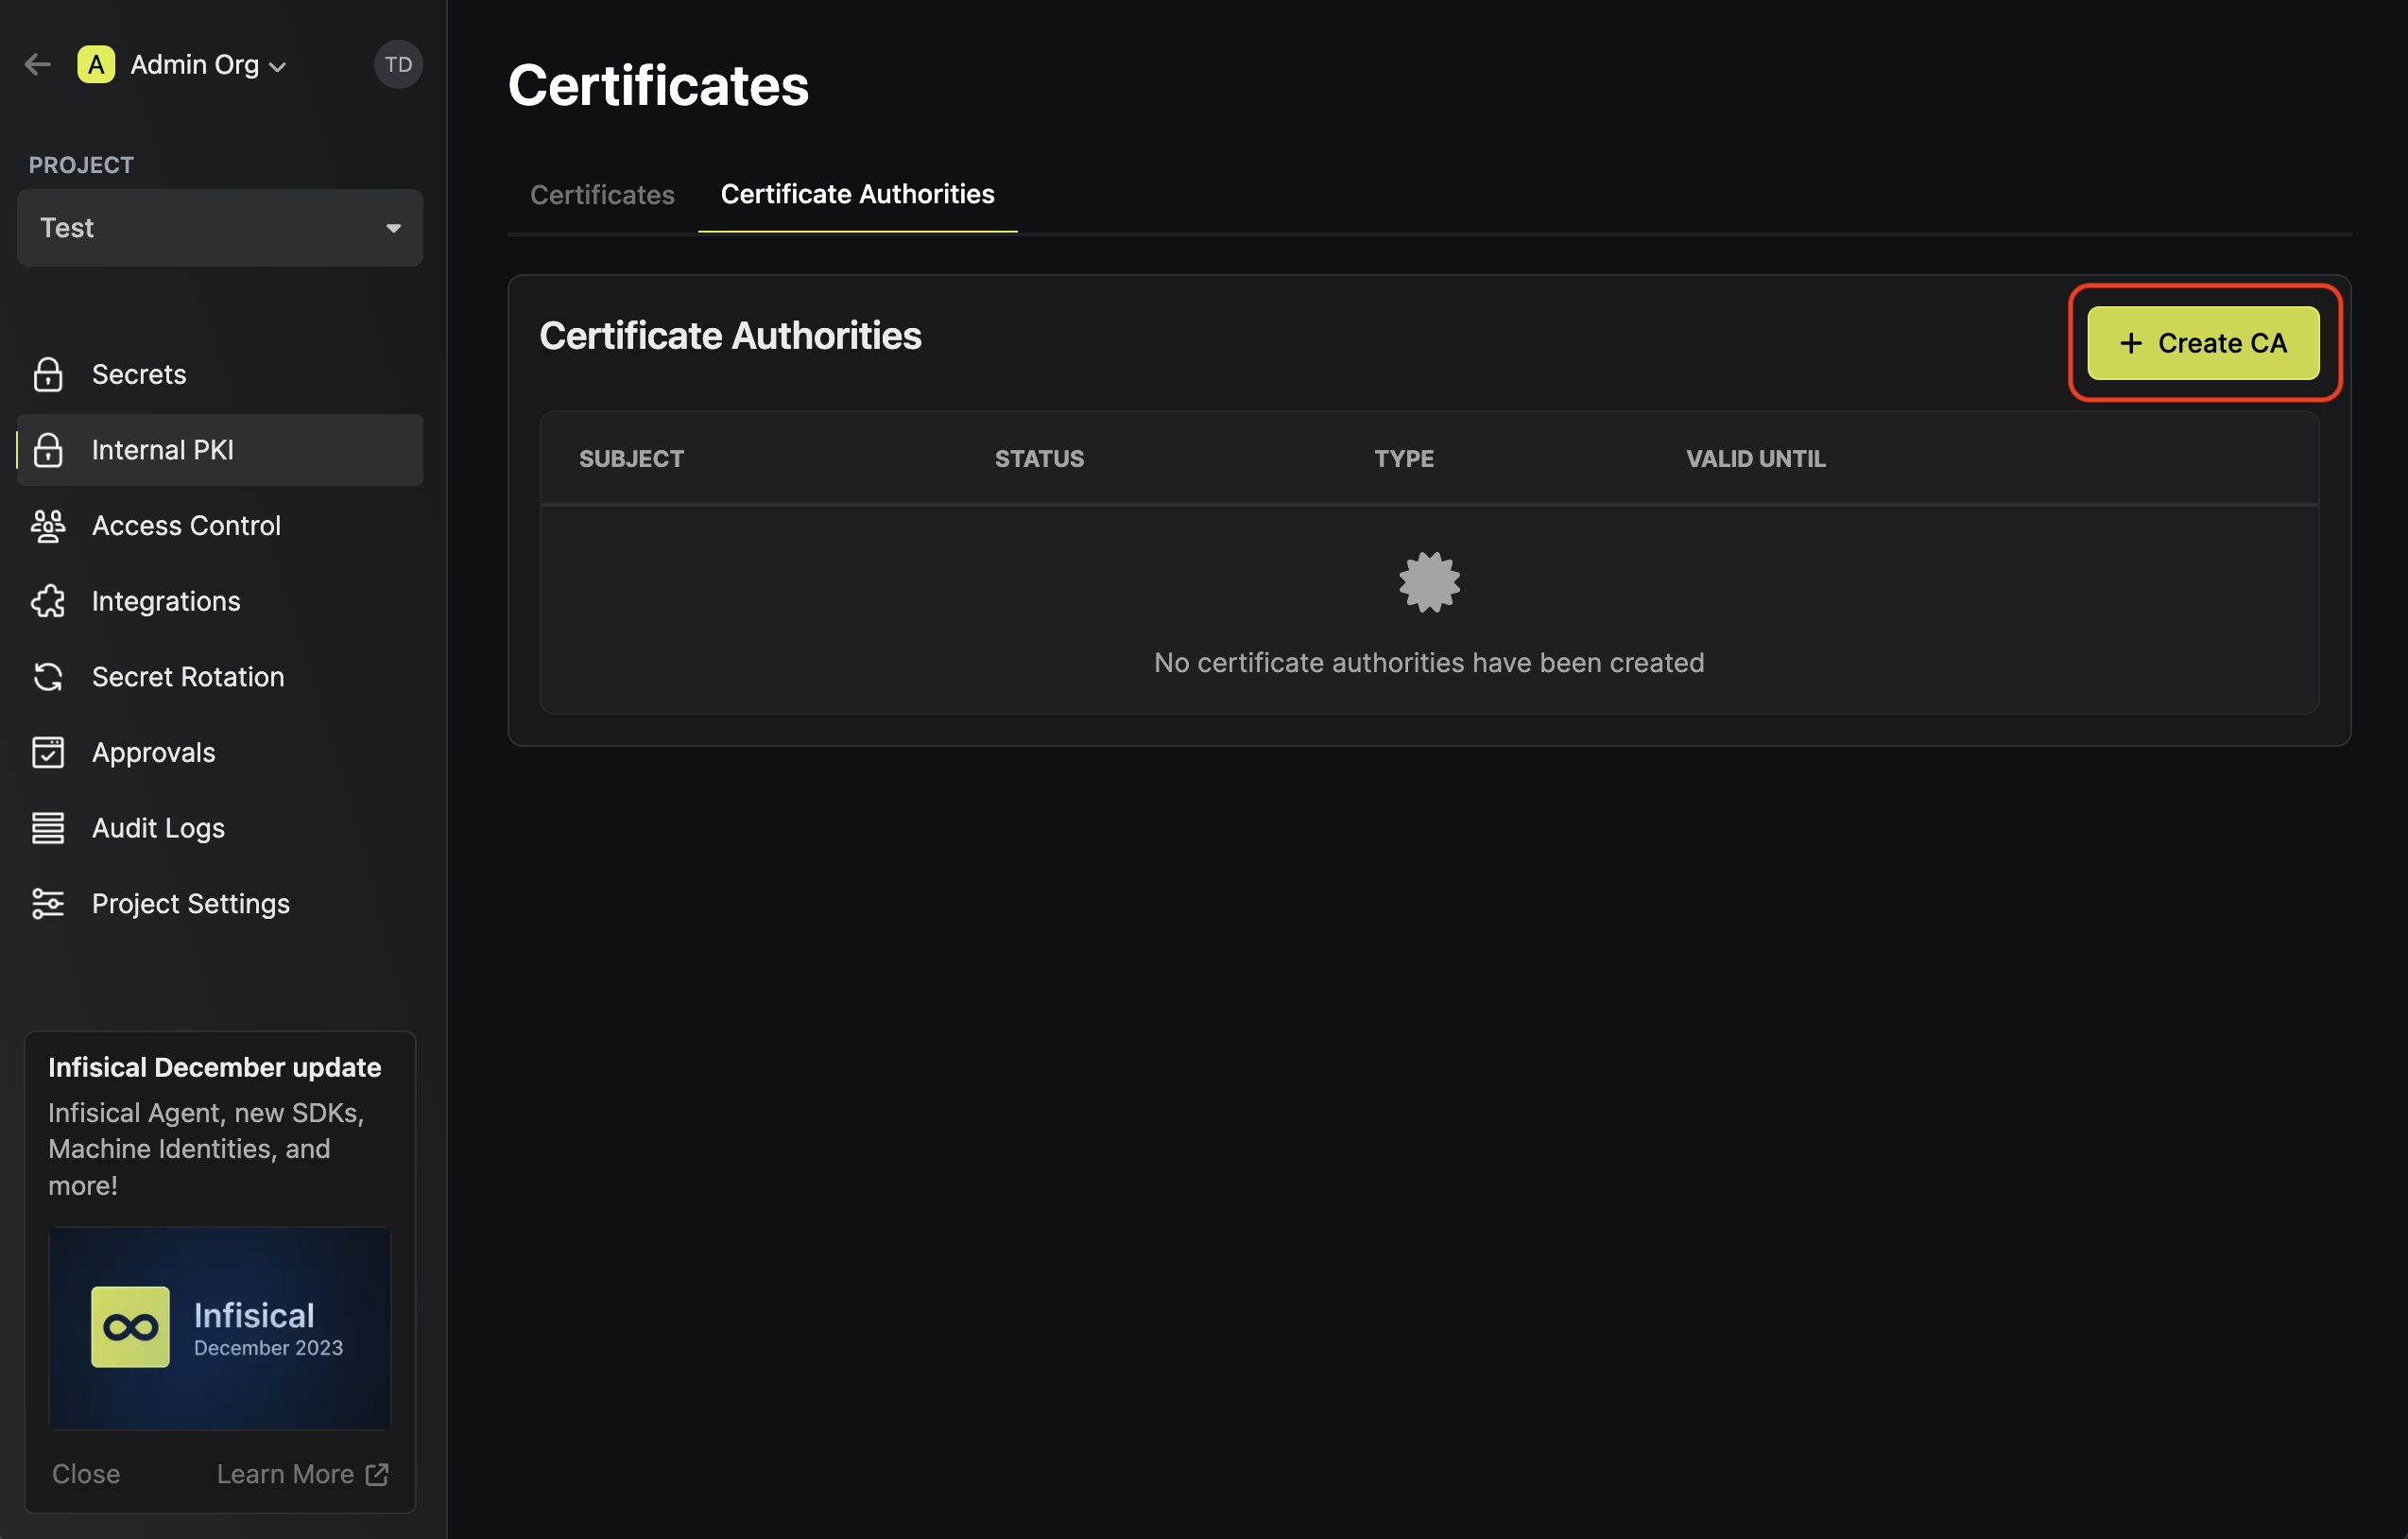 A Admin Org
TD
PROJECT
Test
Secrets
Internal PKI
Access Control
Integrations
Secret Rotation
Approvals
Audit Logs
Project Settings
Infisical December update
Infisical Agent, new SDKs,
Machine Identities, and
more!
Infisical
December 2023
Close
Learn More
Certificates
Certificates
Certificate Authorities
Certificate Authorities
+ Create CA
SUBJECT STATUS TYPE VALID UNTIL
No certificate authorities have been created